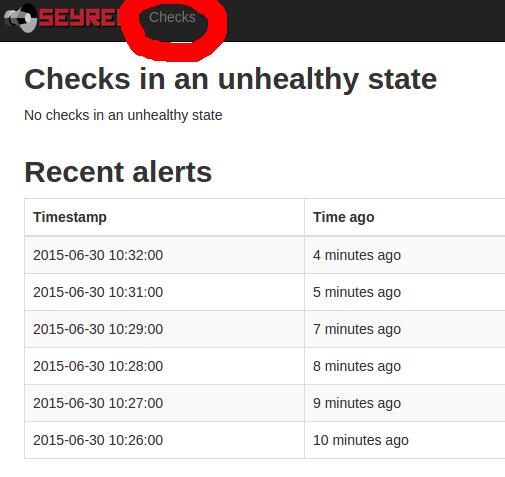 SEYRE
Checks
Checks in an unhealthy state
No checks in an unhealthy state
Recent alerts
Timestamp Time ago
2015-06-30 10:32:00 4 minutes ago
2015-06-30 10:31:00 5 minutes ago
2015-06-30 10:29:00 7 minutes ago
2015-06-30 10:28:00 8 minutes ago
2015-06-30 10:27:00 9 minutes ago
2015-06-30 10:26:00 10 minutes ago